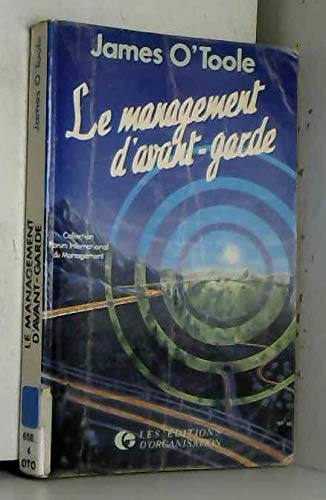 James O'Toole
Le management
d'avant-garde
Collection
Forum International
du Management
LES ÉDITIONS
D'ORGANISATION
James O'Toole
LE MANAGEMENT
D'AVANT-GARDE
658.
4
OTO